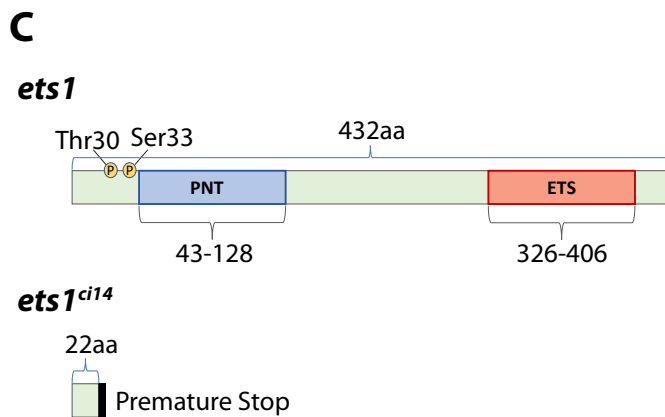 C
ets1
Thr30 Ser33 432aa
P P
PNT ETS
43-128 326-406
ets1ci14
22aa
Premature Stop